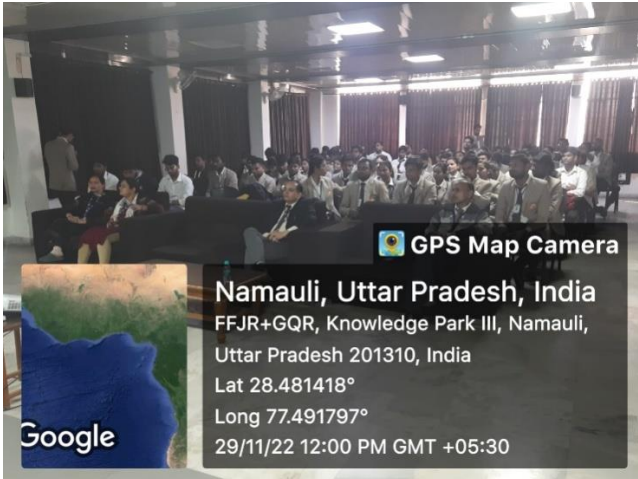 GPS Map Camera
Namauli, Uttar Pradesh, India
FFJR+GQR, Knowledge Park III, Namauli,
Uttar Pradesh 201310, India
Lat 28.481418°
Long 77.491797°
29/11/22 12:00 PM GMT +05:30
Google